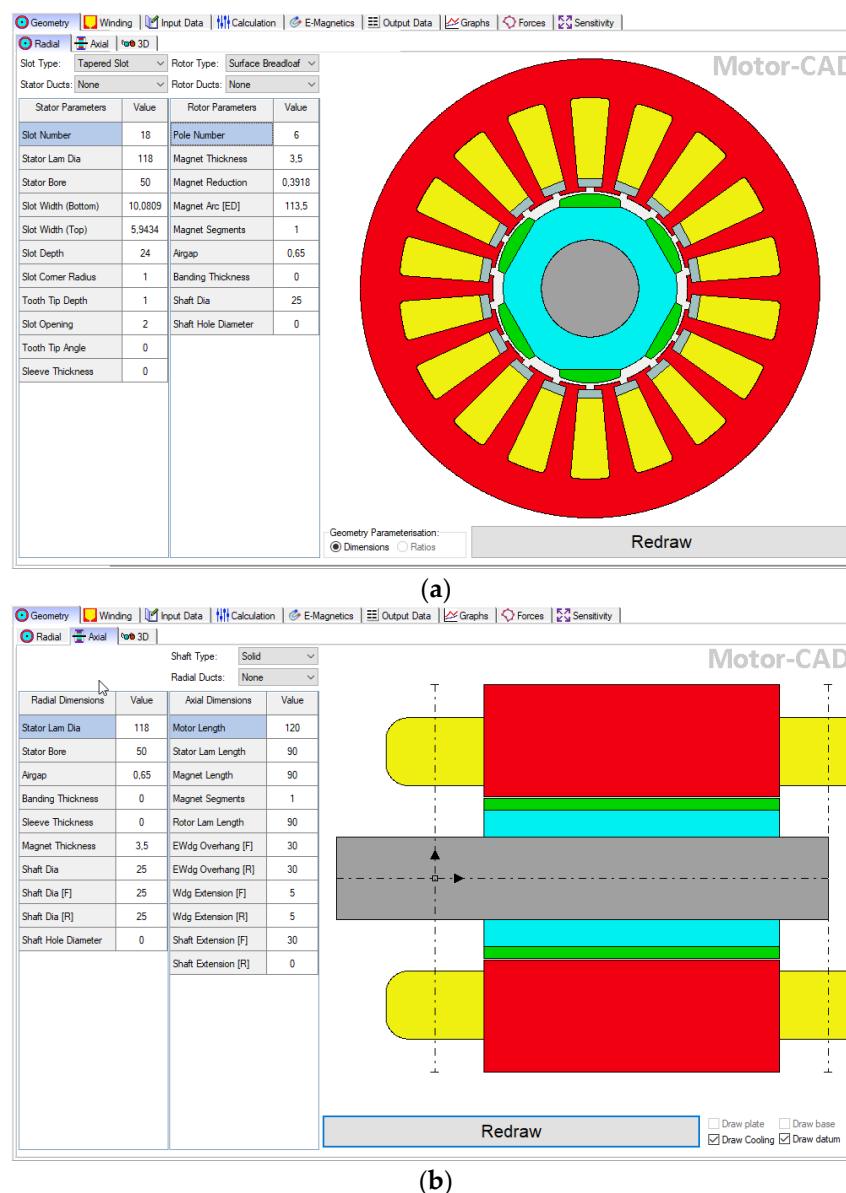 Geometry Winding Input Data Calculation E-Magnetics Output Data Graphs Forces Sensitivity
Radial Axial 3D
Slot Type: Tapered Slot Rotor Type: Surface Breadloaf
Stator Ducts: None Rotor Ducts: None
Motor-CAD
Stator Parameters Value Rotor Parameters Value
Slot Number 18 Pole Number 6
Stator Lam Dia 118 Magnet Thickness 3,5
Stator Bore 50 Magnet Reduction 0,3918
Slot Width (Bottom) 10,0809 Magnet Arc [ED] 113,5
Slot Width (Top) 5,9434 Magnet Segments 1
Slot Depth 24 Airgap 0,65
Slot Corner Radius 1 Banding Thickness 0
Tooth Tip Depth 1 Shaft Dia 25
Slot Opening 2 Shaft Hole Diameter 0
Tooth Tip Angle 0
Sleeve Thickness 0
Geometry Parameterisation:
Dimensions Ratios
Redraw
(a)
Geometry Winding Input Data Calculation E-Magnetics Output Data Graphs Forces Sensitivity
Radial Axial 3D
Shaft Type: Solid
Radial Ducts: None
Motor-CAD
Radial Dimensions Value Axial Dimensions Value
Stator Lam Dia 118 Motor Length 120
Stator Bore 50 Stator Lam Length 90
Airgap 0,65 Magnet Length 90
Banding Thickness 0 Magnet Segments 1
Sleeve Thickness 0 Rotor Lam Length 90
Magnet Thickness 3,5 EWdg Overhang [F] 30
Shaft Dia 25 EWdg Overhang [R] 30
Shaft Dia [F] 25 Wdg Extension [F] 5
Shaft Dia [R] 25 Wdg Extension [R] 5
Shaft Hole Diameter 0 Shaft Extension [F] 30
Shaft Extension [R] 0
Redraw
Draw plate Draw base
Draw Cooling Draw datum
(b)